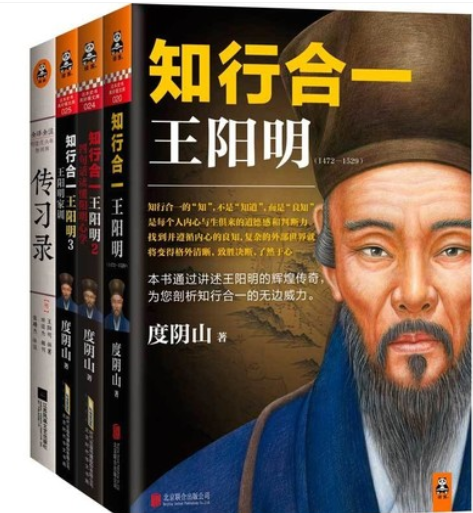 知行合一
王阳明
(1472—1529)
知行合一的“知”,不是“知道”,而是“良知”
是每个人内心与生俱来的道德感和判断力
找到并遵循内心的良知,复杂的外部世界就
将变得格外清晰,致胜决断,了然于心
本书通过讲述王阳明的辉煌传奇,
为您剖析知行合一的无边威力。
度阴山 著
北京联合出版公司
020
知行合一 王阳明
度阴山 著
024
知行合一 王阳明 2
度阴山 著
025
知行合一 王阳明 3
王阳明家训
度阴山 著
传习录